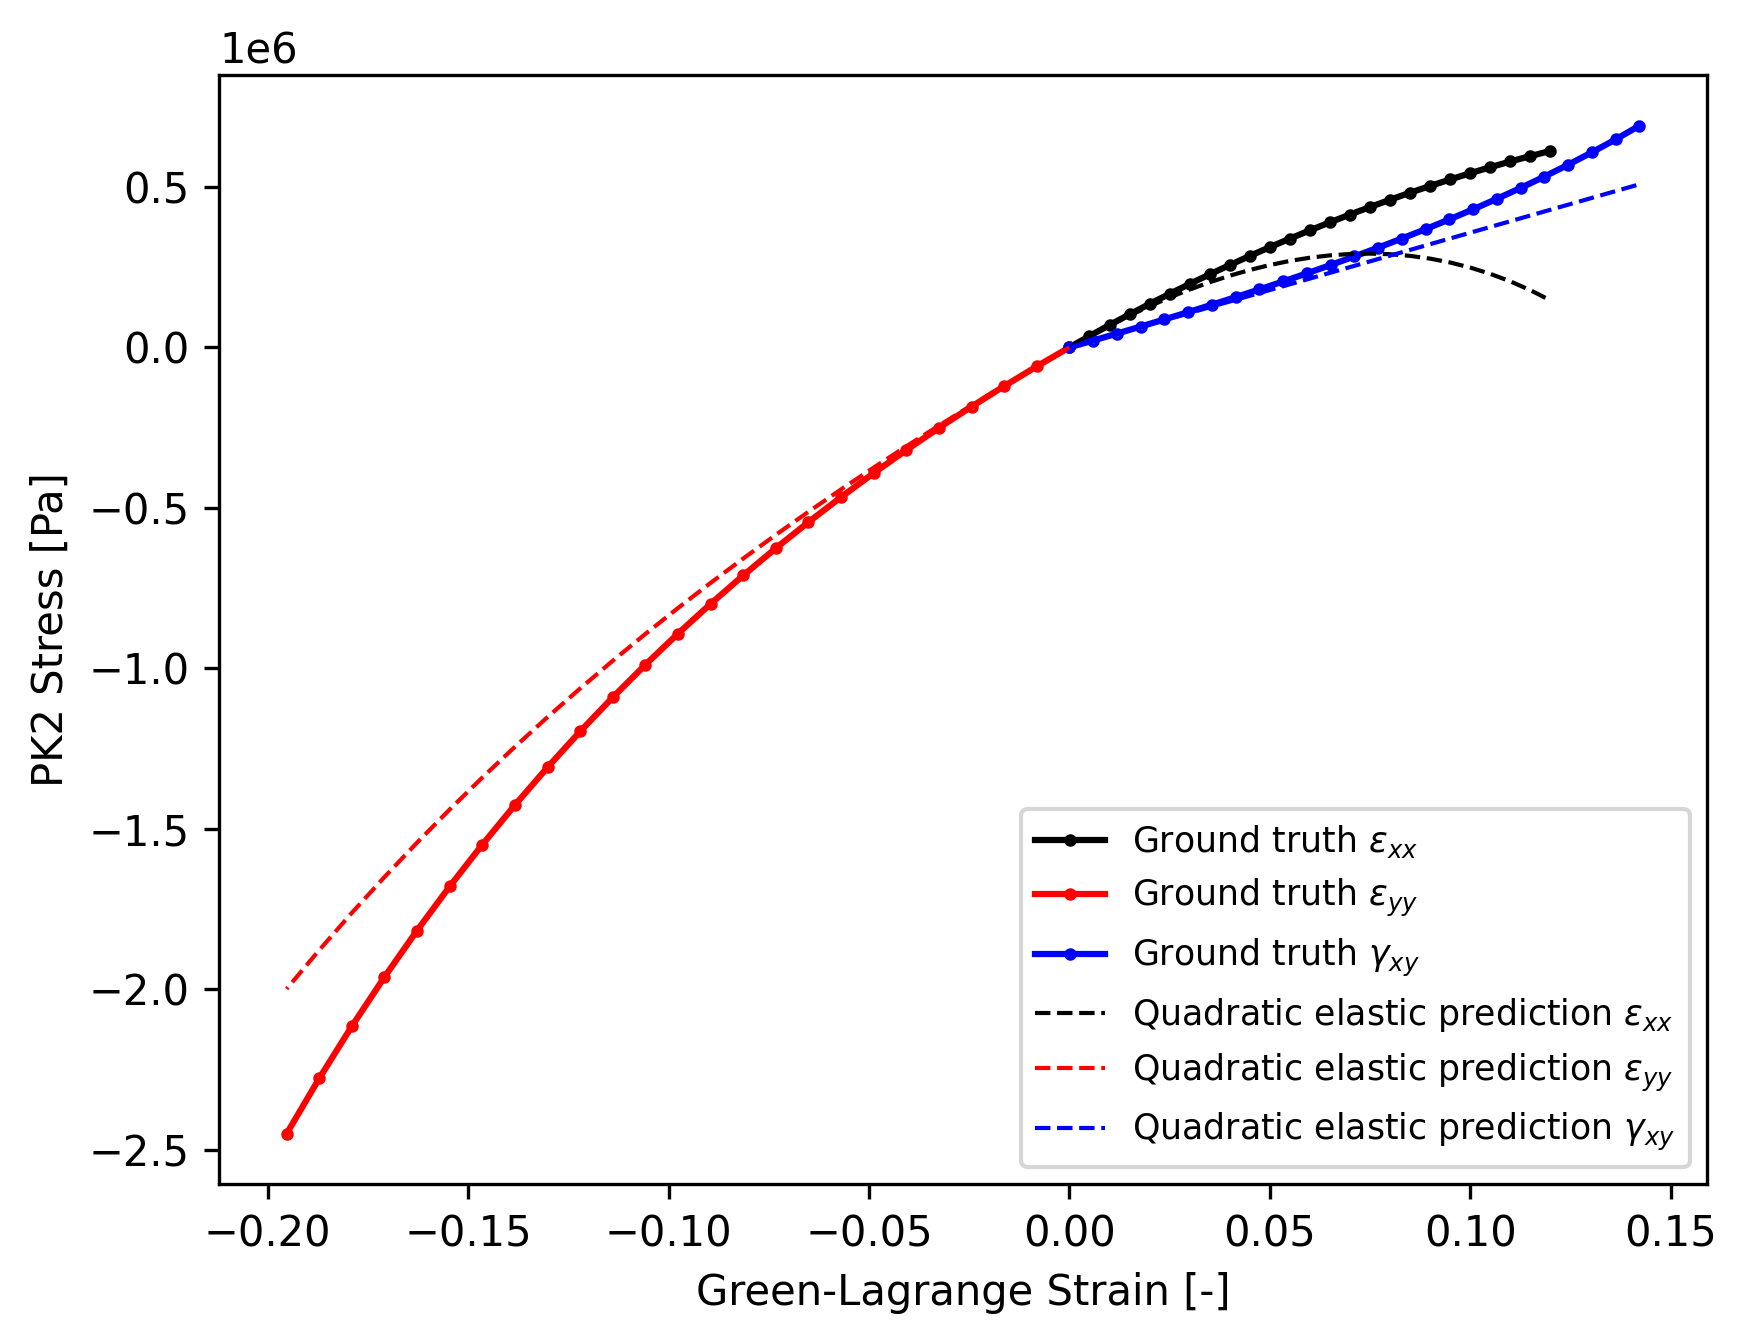 1e6
0.5
0.0
−0.5
−1.0
−1.5
−2.0
−2.5
PK2 Stress [Pa]
Ground truth εxx
Ground truth εyy
Ground truth γxy
Quadratic elastic prediction εxx
Quadratic elastic prediction εyy
Quadratic elastic prediction γxy
−0.20 −0.15 −0.10 −0.05 0.00 0.05 0.10 0.15
Green-Lagrange Strain [-]